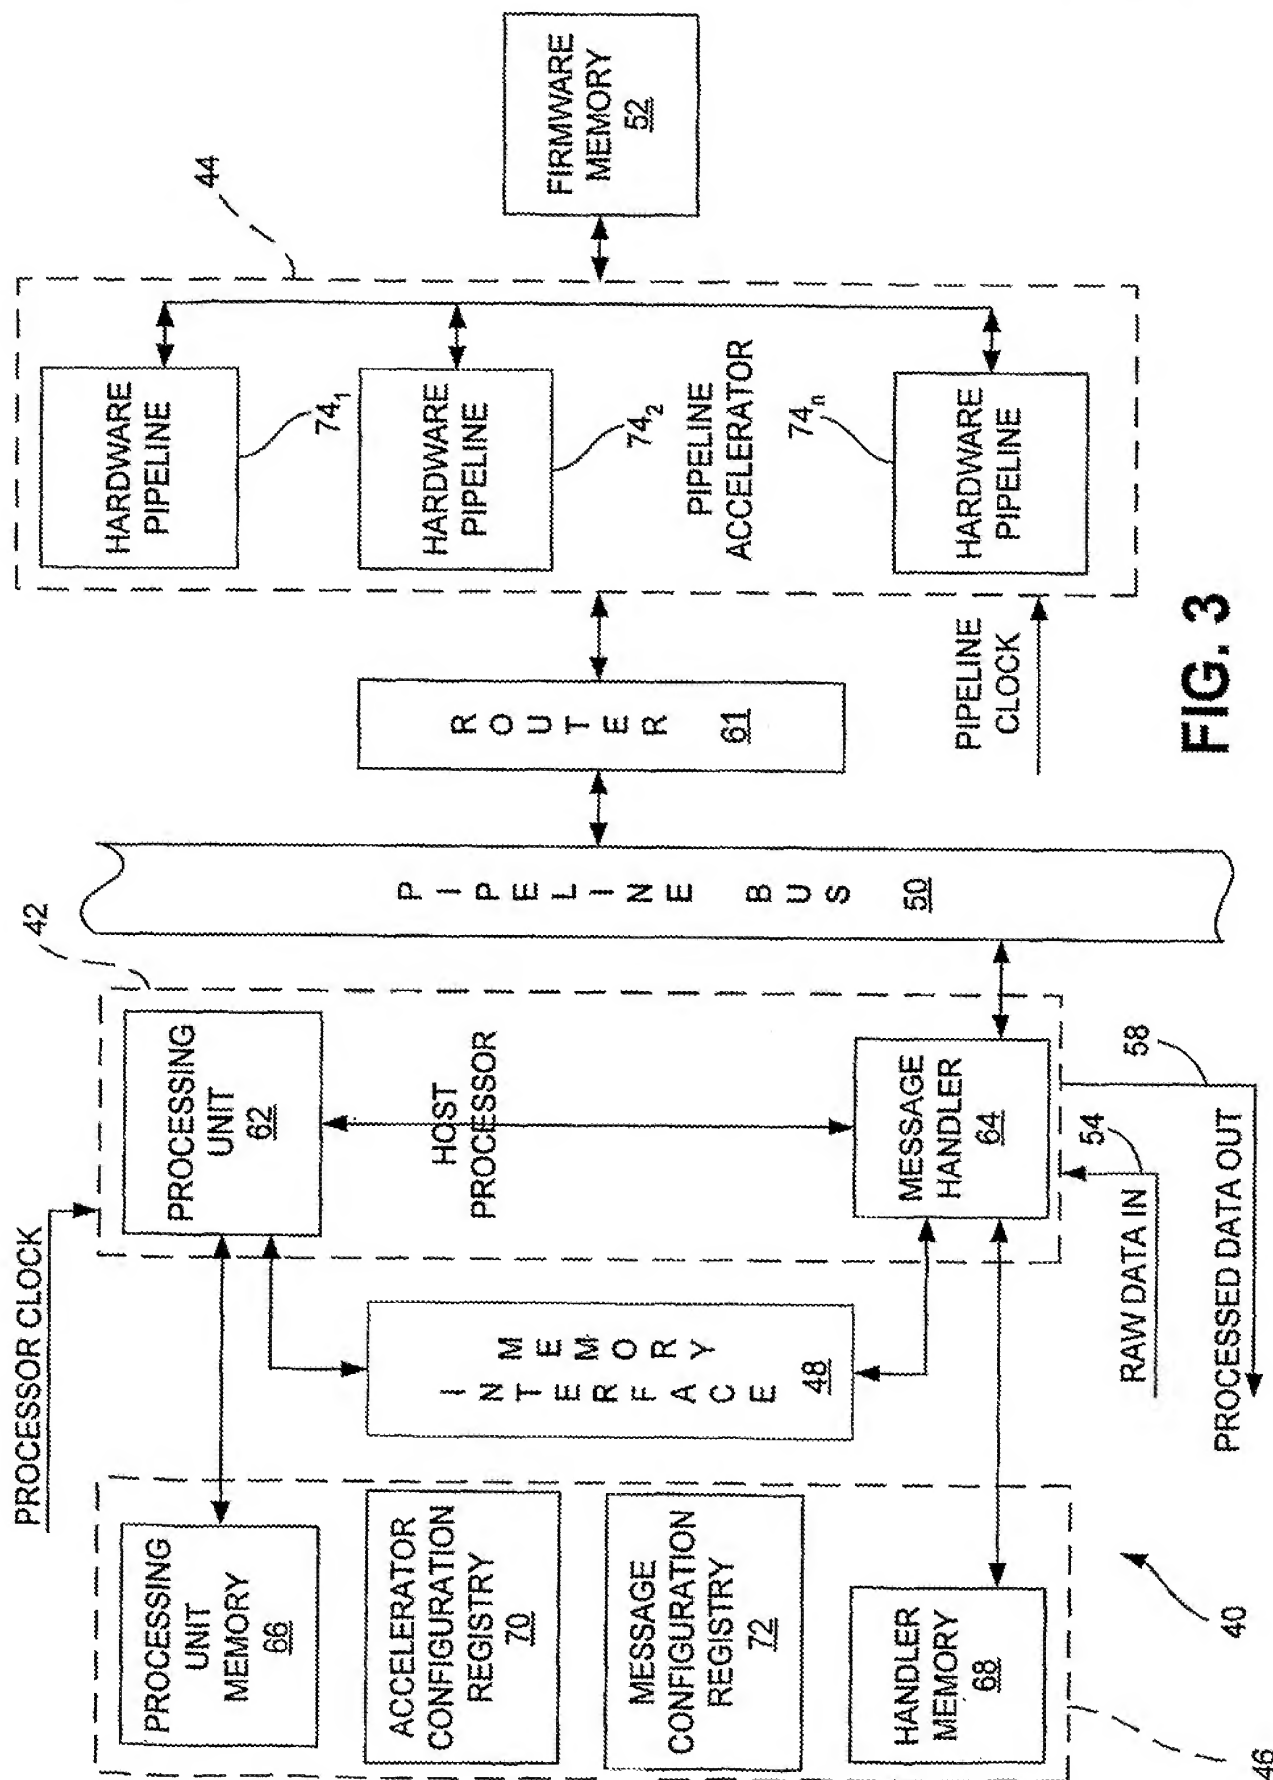 PROCESSOR CLOCK
PROCESSING
UNIT
MEMORY
66
ACCELERATOR
CONFIGURATION
REGISTRY
70
MESSAGE
CONFIGURATION
REGISTRY
72
HANDLER
MEMORY
68
46
40
MEMORY
INTERFACE
48
42
PROCESSING
UNIT
62
HOST
PROCESSOR
MESSAGE
HANDLER
64
RAW DATA IN
54
PROCESSED DATA OUT
58
PIPELINE BUS
50
ROUTER
61
PIPELINE
CLOCK
44
HARDWARE
PIPELINE
74₁
HARDWARE
PIPELINE
74₂
PIPELINE
ACCELERATOR
74ₙ
HARDWARE
PIPELINE
FIRMWARE
MEMORY
52
FIG. 3